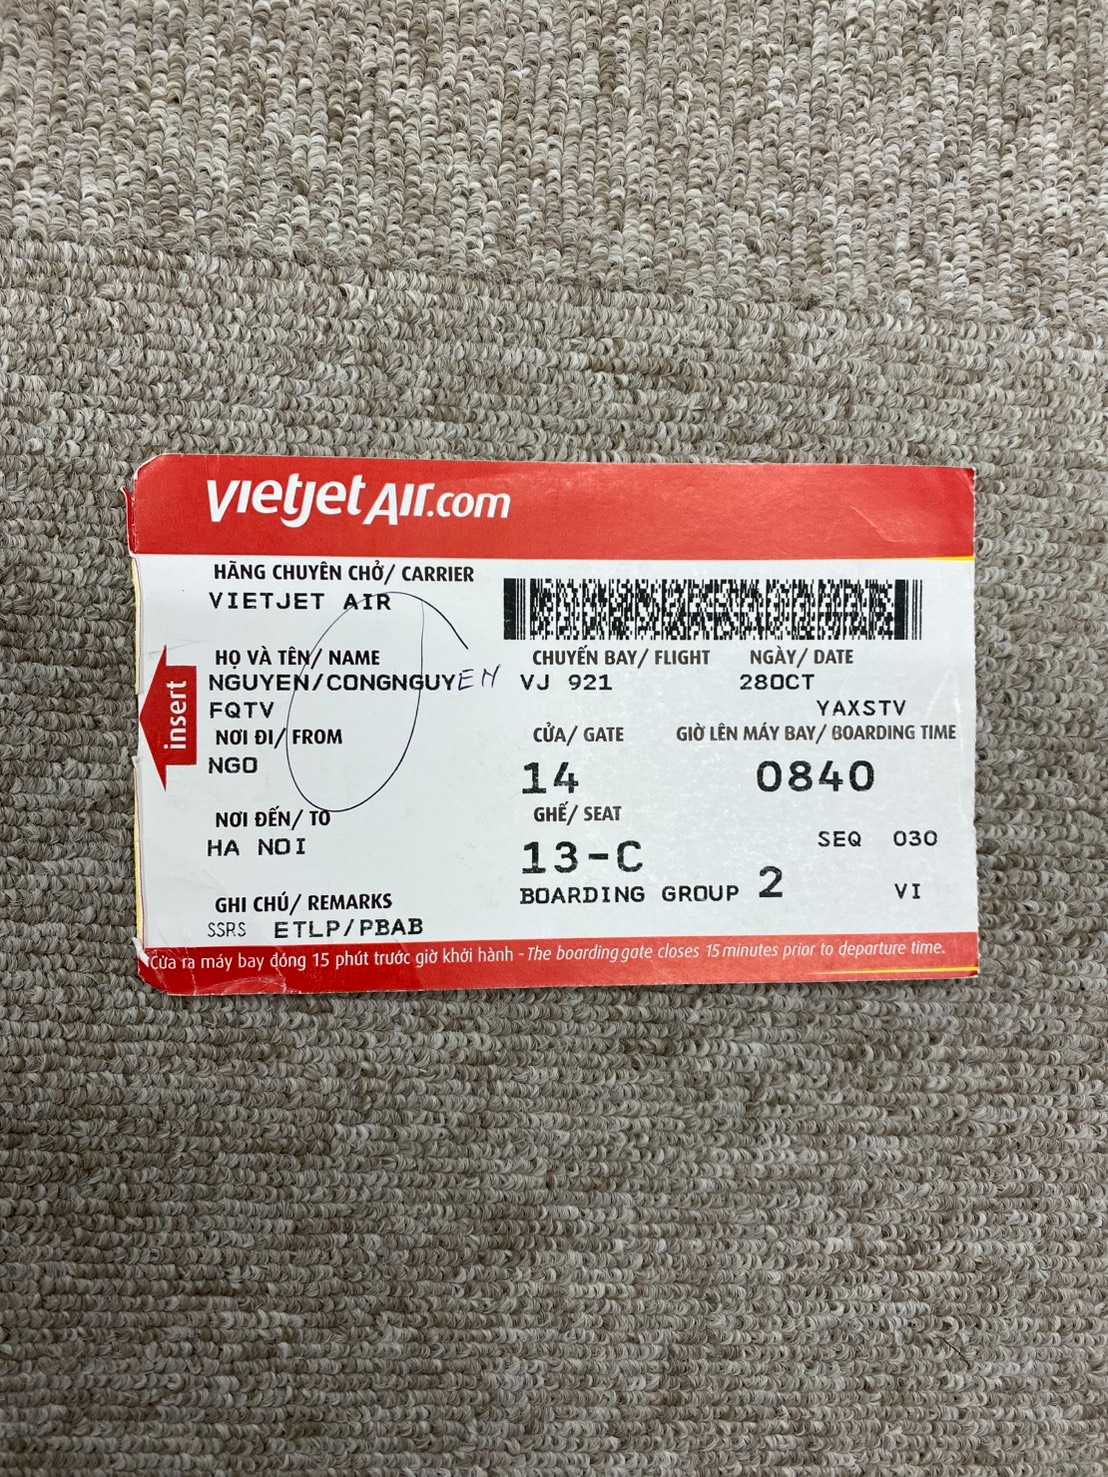 vietjetAir.com
HÃNG CHUYÊN CHỞ/ CARRIER
VIETJET AIR
HỌ VÀ TÊN/ NAME
NGUYEN/CONGNGUYEN
FQTV
NƠI ĐI/ FROM
NGO
NƠI ĐẾN/ TO
HA NOI
GHI CHÚ/ REMARKS
SSRS ETLP/PBAB
CHUYẾN BAY/ FLIGHT NGÀY/ DATE
VJ 921 28OCT
YAXSTV
CỬA/ GATE GIỜ LÊN MÁY BAY/ BOARDING TIME
14 0840
GHẾ/ SEAT
13-C SEQ 030
BOARDING GROUP 2 VI
insert
Cửa ra máy bay đóng 15 phút trước giờ khởi hành - The boarding gate closes 15 minutes prior to departure time.